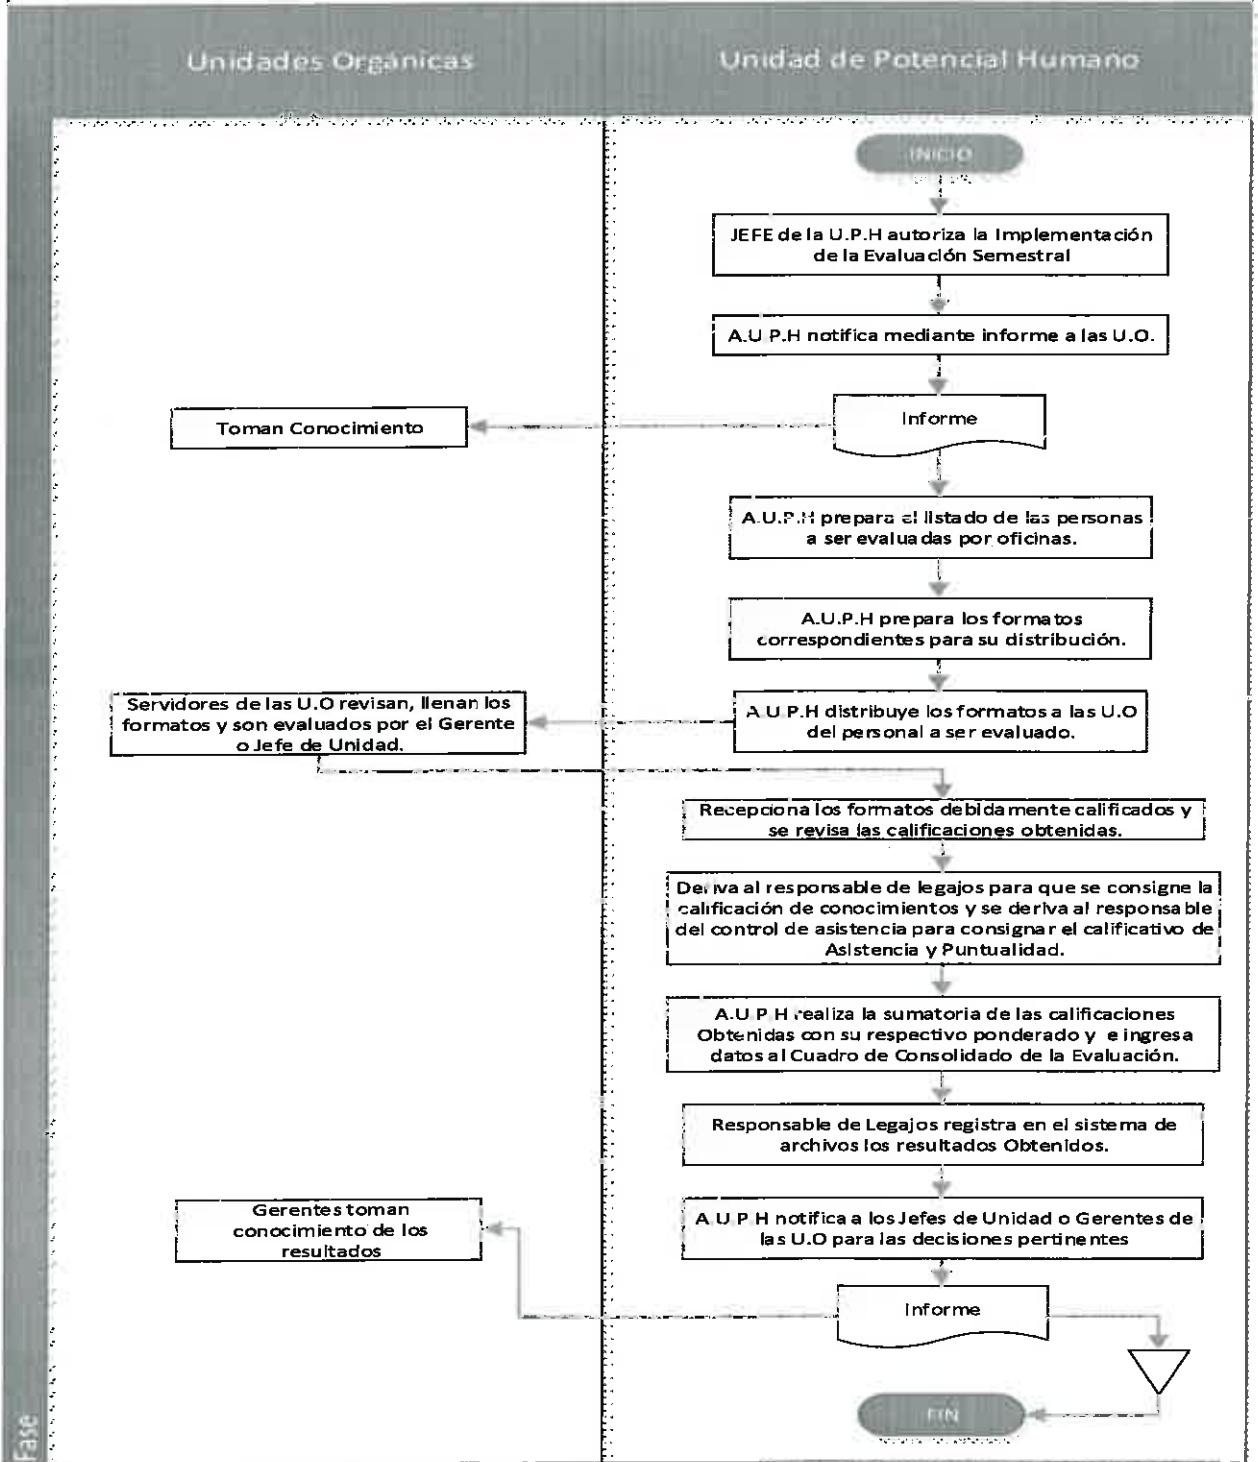 Unidades Orgánicas
Unidad de Potencial Humano
INICIO
JEFE de la U.P.H autoriza la Implementación
de la Evaluación Semestral
A.U P.H notifica mediante informe a las U.O.
Informe
Toman Conocimiento
A.U.P.H prepara el listado de las personas
a ser evaluadas por oficinas.
A.U.P.H prepara los formatos
correspondientes para su distribución.
A U.P.H distribuye los formatos a las U.O
del personal a ser evaluado.
Servidores de las U.O revisan, llenan los
formatos y son evaluados por el Gerente
o Jefe de Unidad.
Recepciona los formatos debidamente calificados y
se revisa las calificaciones obtenidas.
Deriva al responsable de legajos para que se consigne la
calificación de conocimientos y se deriva al responsable
del control de asistencia para consignar el calificativo de
Asistencia y Puntualidad.
A.U P H realiza la sumatoria de las calificaciones
Obtenidas con su respectivo ponderado y e ingresa
datos al Cuadro de Consolidado de la Evaluación.
Responsable de Legajos registra en el sistema de
archivos los resultados Obtenidos.
A U P H notifica a los Jefes de Unidad o Gerentes de
las U.O para las decisiones pertinentes
Gerentes toman
conocimiento de los
resultados
Informe
FIN
Fase